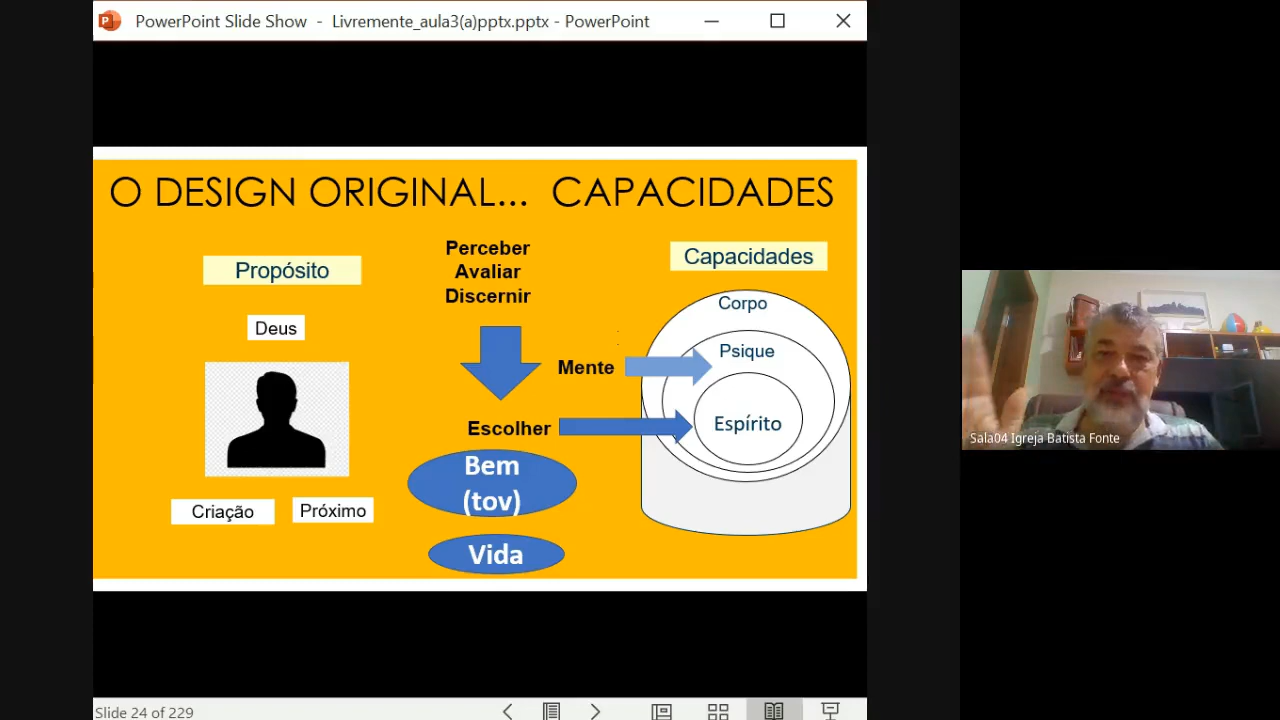 PowerPoint Slide Show - Livremente_aula3(a)pptx.pptx - PowerPoint
O DESIGN ORIGINAL... CAPACIDADES
Propósito
Deus
Criação
Próximo
Perceber
Avaliar
Discernir
Mente
Escolher
Bem
(tov)
Vida
Capacidades
Corpo
Psique
Espírito
Sala04 Igreja Batista Fonte
Slide 24 of 229